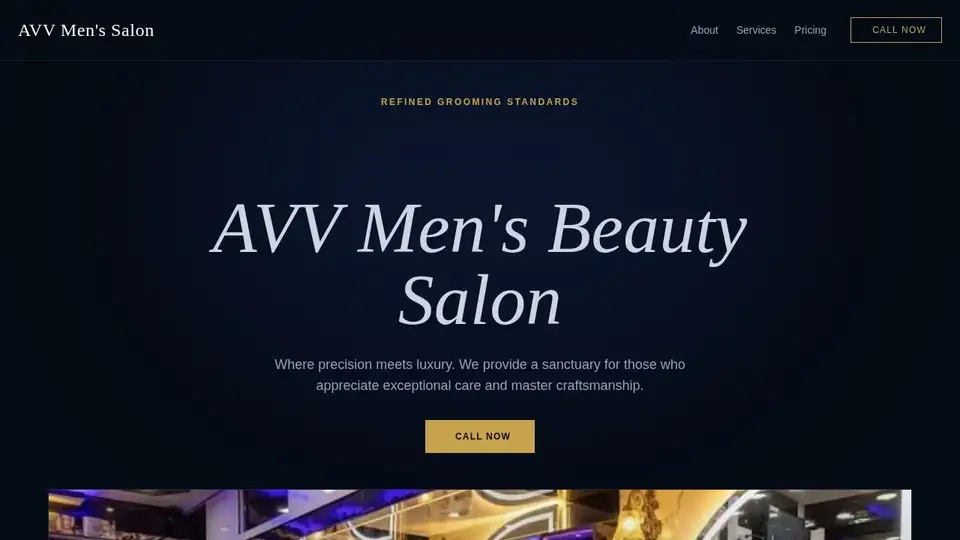 AVV Men's Salon
About
Services
Pricing
CALL NOW
REFINED GROOMING STANDARDS
AVV Men's Beauty
Salon
Where precision meets luxury. We provide a sanctuary for those who
appreciate exceptional care and master craftsmanship.
CALL NOW